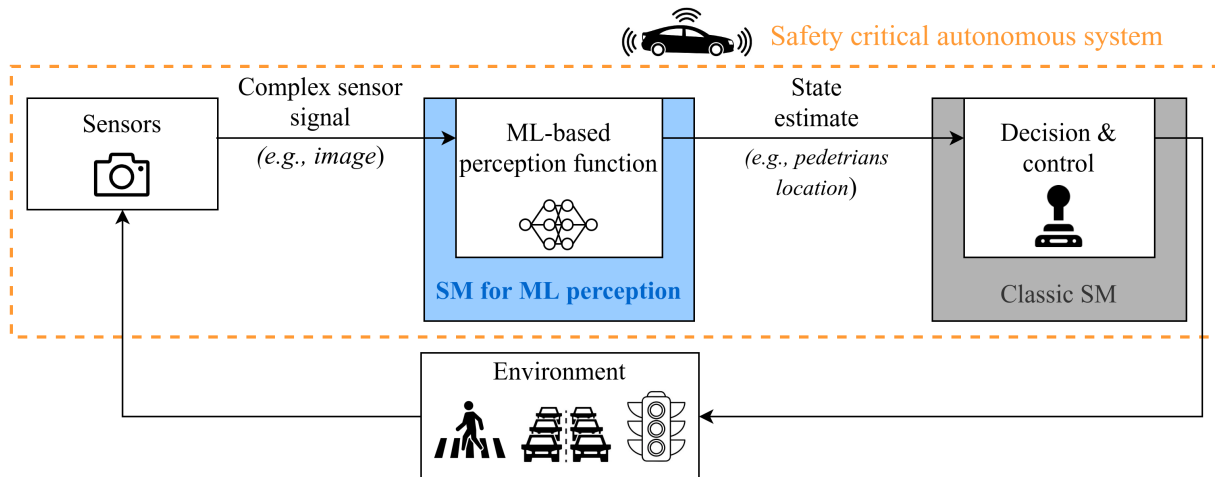 Safety critical autonomous system
Sensors
Complex sensor
signal
(e.g., image)
ML-based
perception function
SM for ML perception
State
estimate
(e.g., pedetrians
location)
Decision &
control
Classic SM
Environment